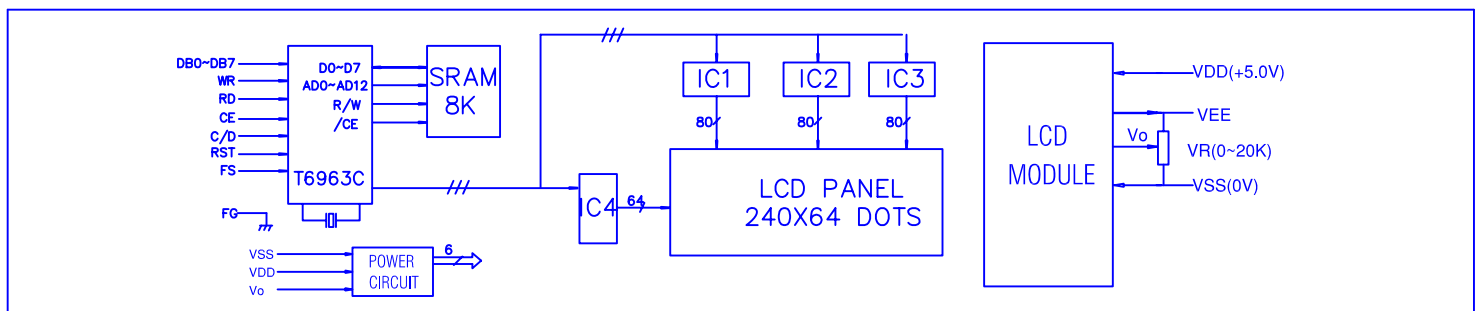 DB0~DB7
WR
RD
CE
C/D
RST
FS
D0~D7
AD0~AD12
R/W
/CE
T6963C
SRAM
8K
FG
VSS
VDD
Vo
POWER
CIRCUIT
6
IC1
IC2
IC3
80
80
80
IC4
64
LCD PANEL
240X64 DOTS
LCD
MODULE
VDD(+5.0V)
VEE
Vo
VR(0~20K)
VSS(0V)